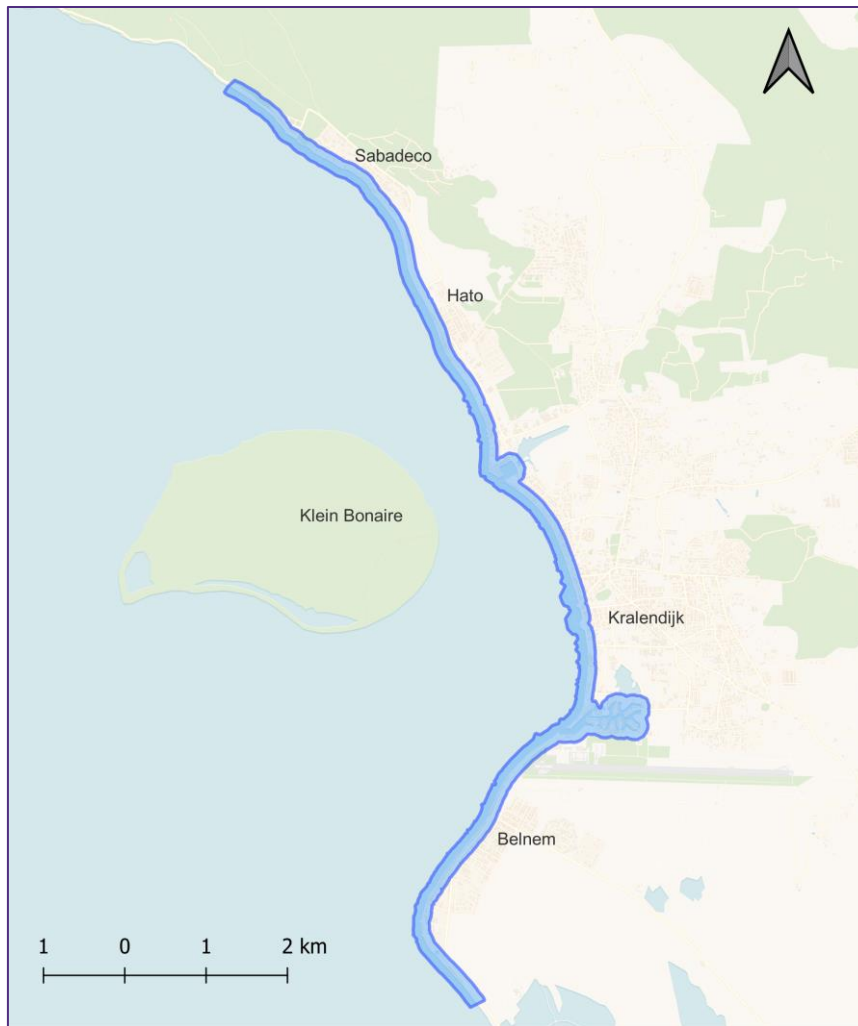 Sabadeco
Hato
Klein Bonaire
Kralendijk
Belnem
1 0 1 2 km